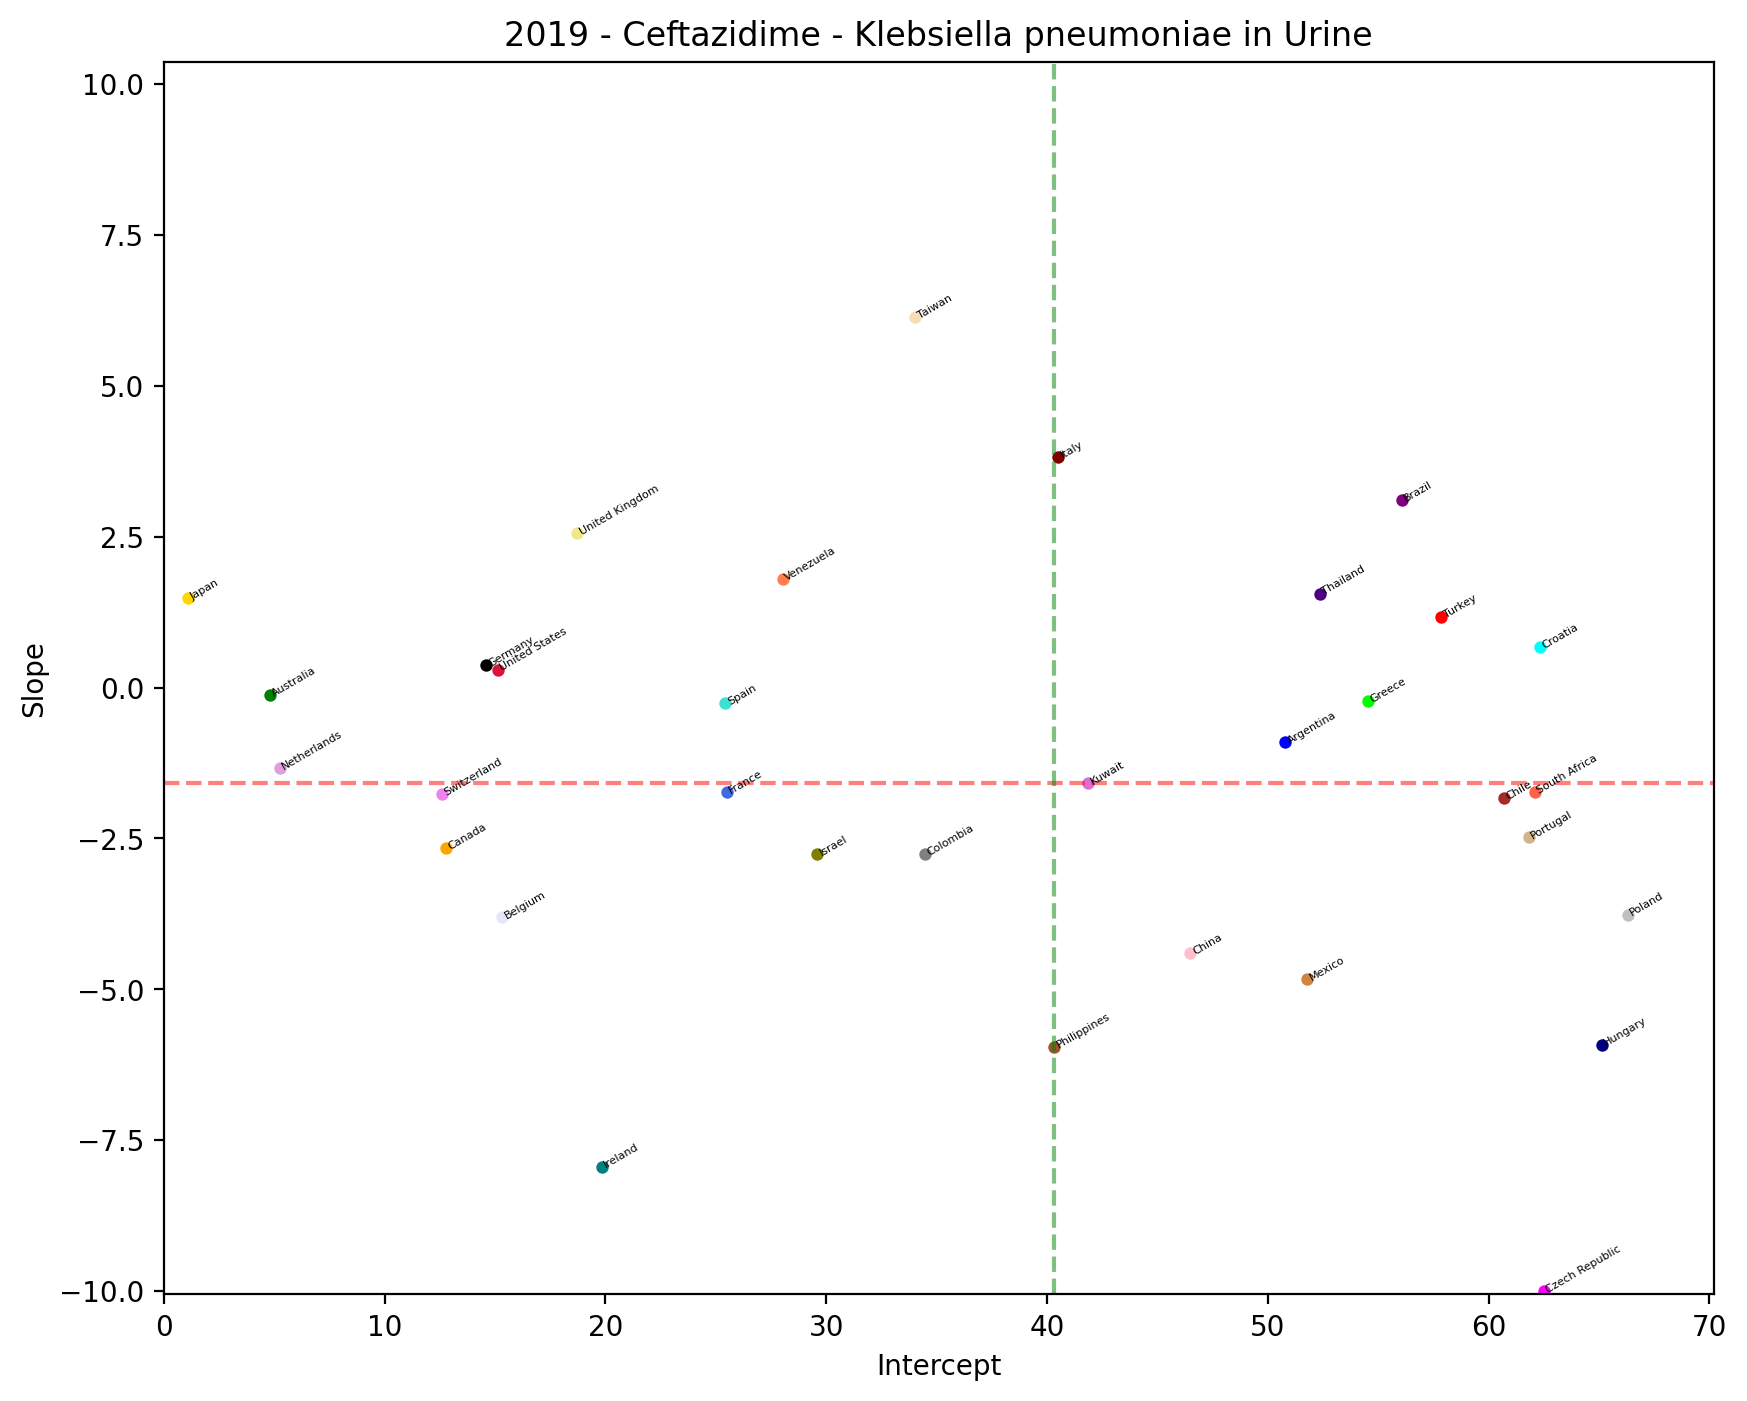 2019 - Ceftazidime - Klebsiella pneumoniae in Urine
10.0
7.5
5.0
2.5
0.0
−2.5
−5.0
−7.5
−10.0
Slope
Taiwan
Italy
Brazil
United Kingdom
Venezuela
Thailand
Japan
Turkey
Croatia
Germany
United States
Australia
Spain
Greece
Argentina
Netherlands
Switzerland
France
Kuwait
Chile
South Africa
Canada
Israel
Colombia
Portugal
Belgium
Poland
China
Mexico
Philippines
Hungary
Ireland
Czech Republic
0
10
20
30
40
50
60
70
Intercept